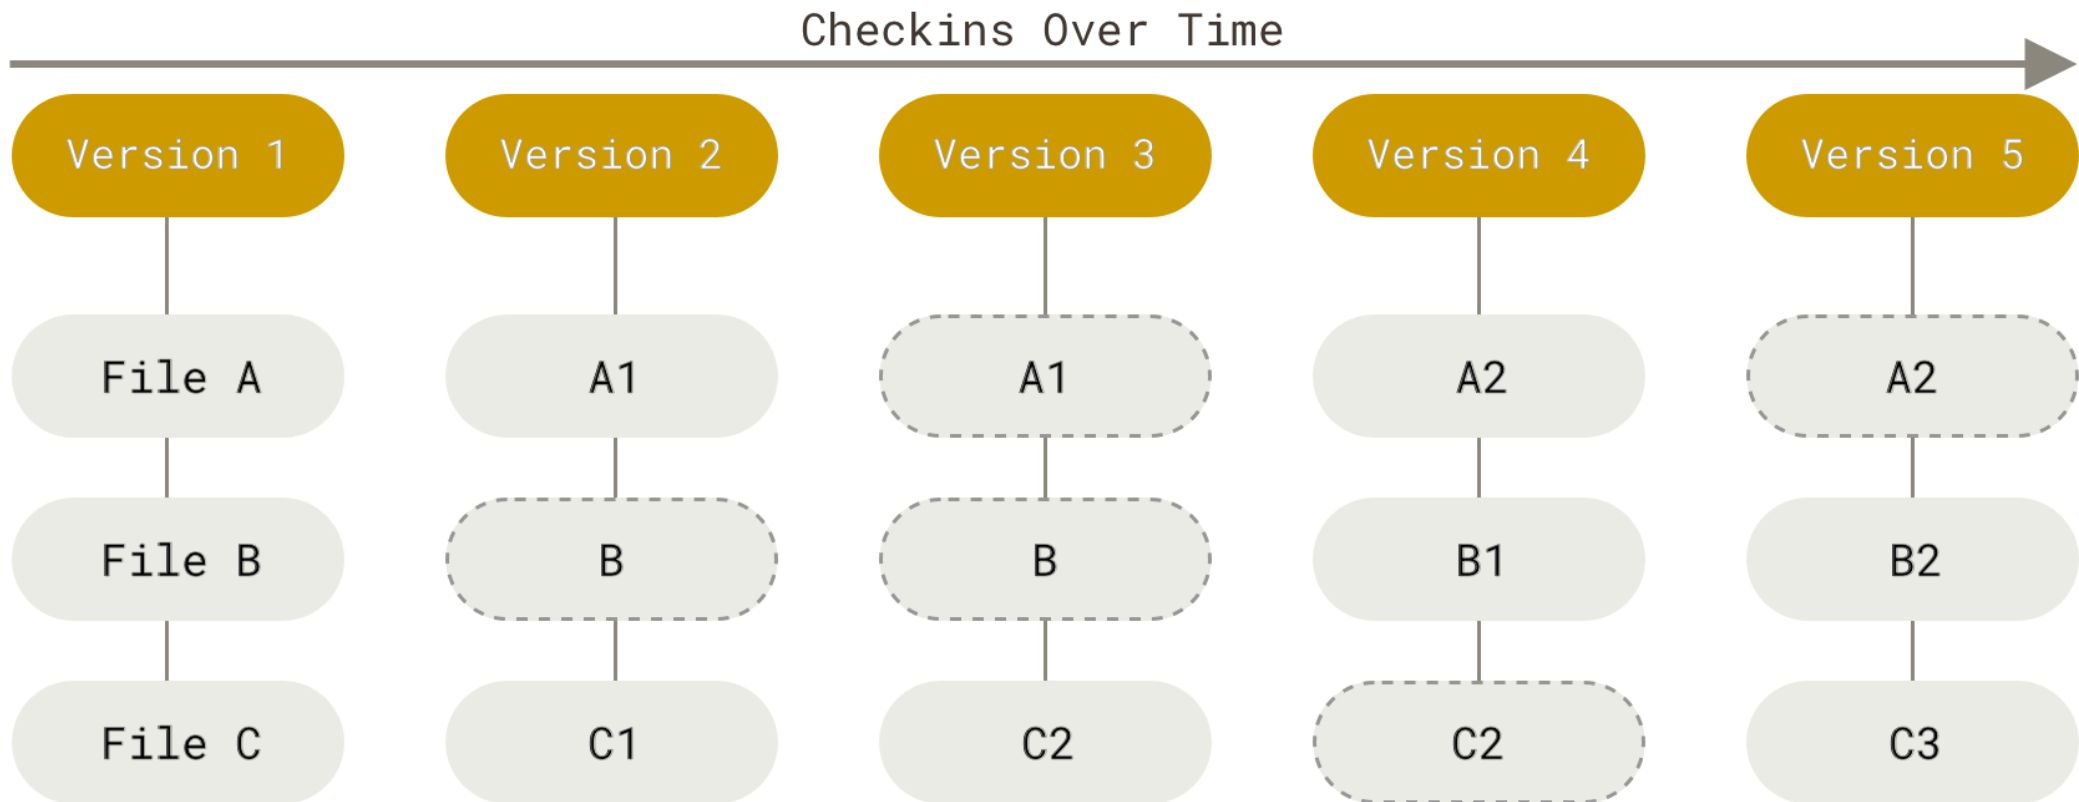 Checkins Over Time
Version 1
Version 2
Version 3
Version 4
Version 5
File A
A1
A1
A2
A2
File B
B
B
B1
B2
File C
C1
C2
C2
C3